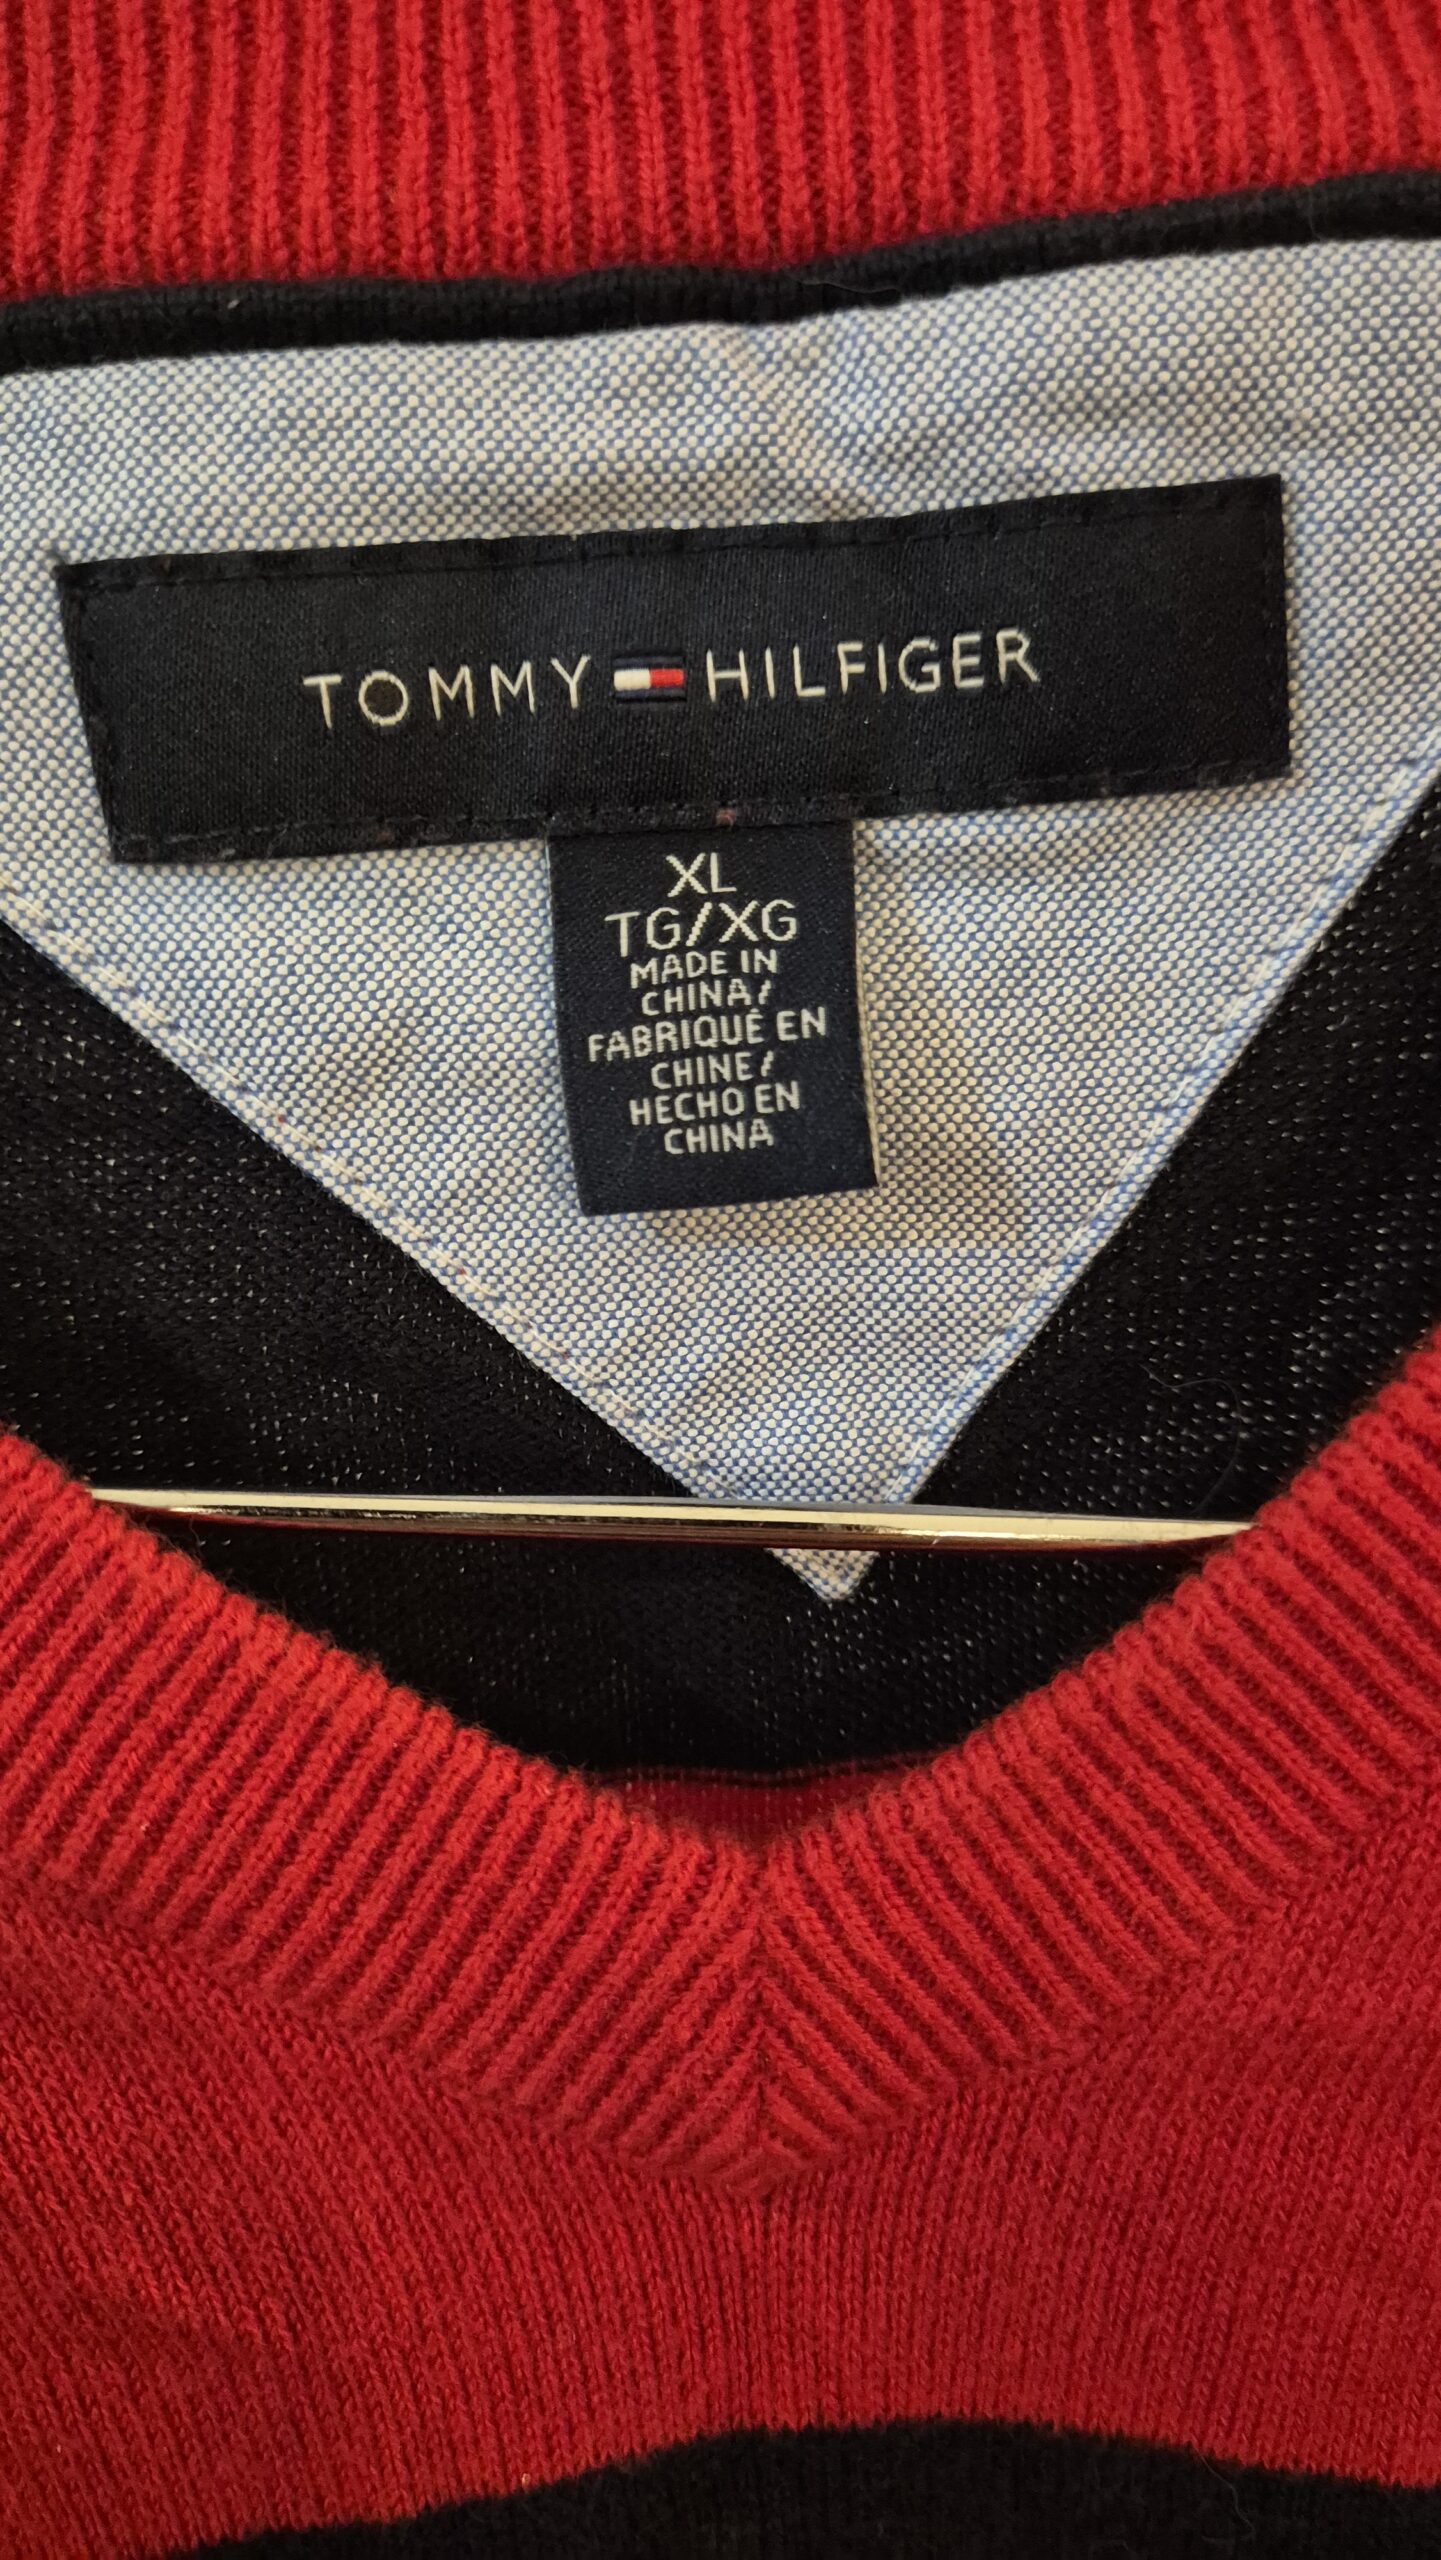 TOMMY HILFIGER
XL
TG/XG
MADE IN
CHINA/
FABRIQUÉ EN
CHINE/
HECHO EN
CHINA